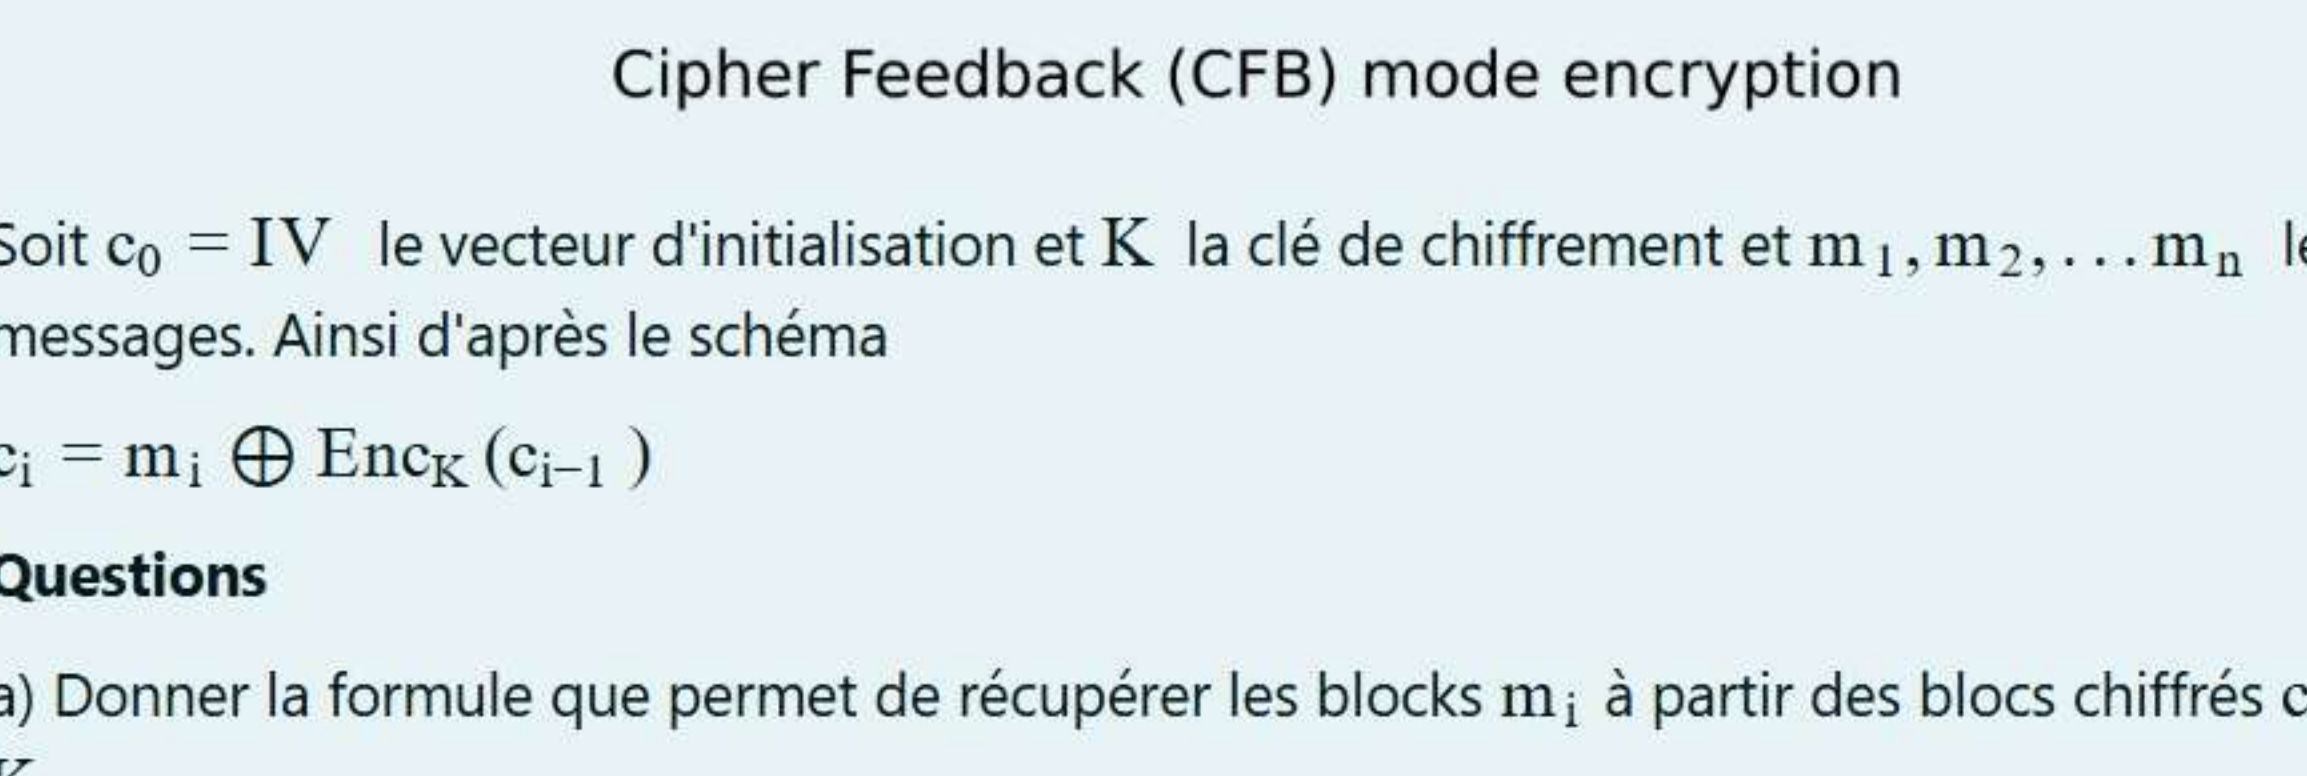 Cipher Feedback (CFB) mode encryption
Soit c₀ = IV le vecteur d'initialisation et K la clé de chiffrement et m₁, m₂, ... mₙ le
messages. Ainsi d'après le schéma
cᵢ = mᵢ ⊕ Enc_K (cᵢ₋₁ )
Questions
a) Donner la formule que permet de récupérer les blocks mᵢ à partir des blocs chiffrés c
K